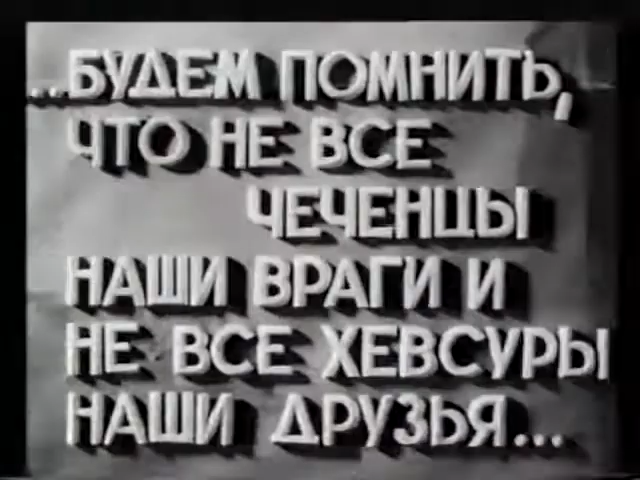 ..БУДЕМ ПОМНИТЬ,
ЧТО НЕ ВСЕ
ЧЕЧЕНЦЫ
НАШИ ВРАГИ И
НЕ ВСЕ ХЕВСУРЫ
НАШИ ДРУЗЬЯ...